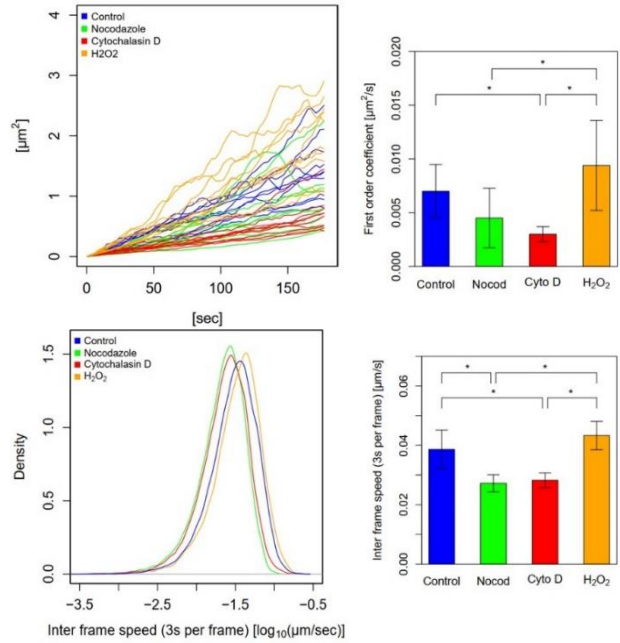 Control
Nocodazole
Cytochalasin D
H2O2
[µm²]
4
3
2
1
0
0 50 100 150
[sec]
First order coefficient [µm²/s]
0.020
0.015
0.010
0.005
0.000
* * *
Control Nocod Cyto D H₂O₂
Control
Nocodazole
Cytochalasin D
H₂O₂
Density
1.5
1.0
0.5
0.0
-3.5 -2.5 -1.5 -0.5
Inter frame speed (3s per frame) [log₁₀(µm/sec)]
Inter frame speed (3s per frame) [µm/s]
0.06
0.04
0.02
0.00
* * * *
Control Nocod Cyto D H₂O₂